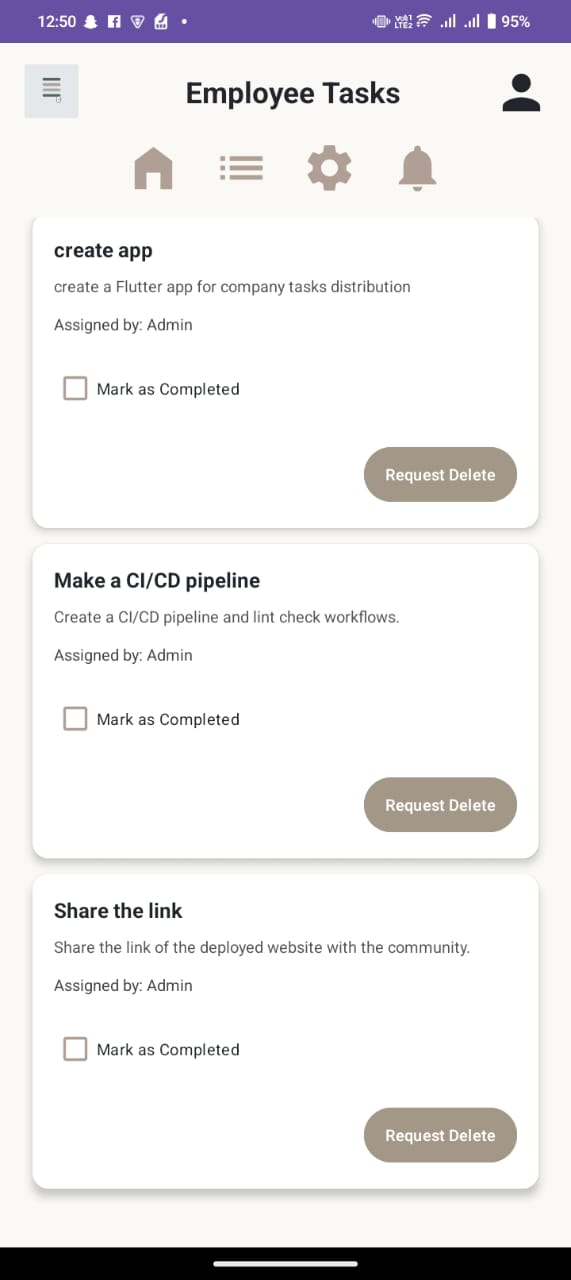 12:50
Vo))1
LTE2
95%
Employee Tasks
create app
create a Flutter app for company tasks distribution
Assigned by: Admin
Mark as Completed
Request Delete
Make a CI/CD pipeline
Create a CI/CD pipeline and lint check workflows.
Assigned by: Admin
Mark as Completed
Request Delete
Share the link
Share the link of the deployed website with the community.
Assigned by: Admin
Mark as Completed
Request Delete